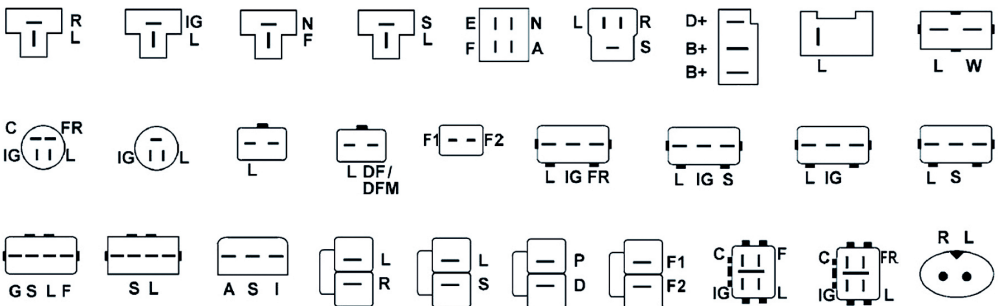 R
L
IG
L
N
F
S
L
E N
F A
L R
S
D+
B+
B+
L
L W
C FR
IG L
IG L
L
L DF/
DFM
F1 F2
L IG FR
L IG S
L IG
L S
G S L F
S L
A S I
L
R
L
S
P
D
F1
F2
C F
IG L
C FR
IG L
R L